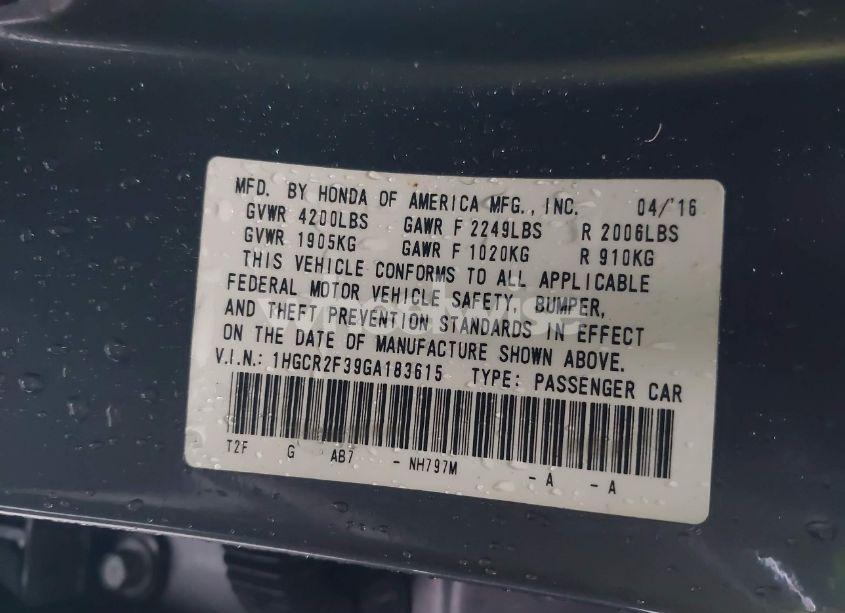 MFD. BY HONDA OF AMERICA MFG., INC. 04/'16
GVWR 4200LBS GAWR F 2249LBS R 2006LBS
GVWR 1905KG GAWR F 1020KG R 910KG
THIS VEHICLE CONFORMS TO ALL APPLICABLE
FEDERAL MOTOR VEHICLE SAFETY, BUMPER,
AND THEFT PREVENTION STANDARDS IN EFFECT
ON THE DATE OF MANUFACTURE SHOWN ABOVE.
V.I.N.: 1HGCR2F39GA183615 TYPE: PASSENGER CAR
T2F G AB7 - NH797M - A - A